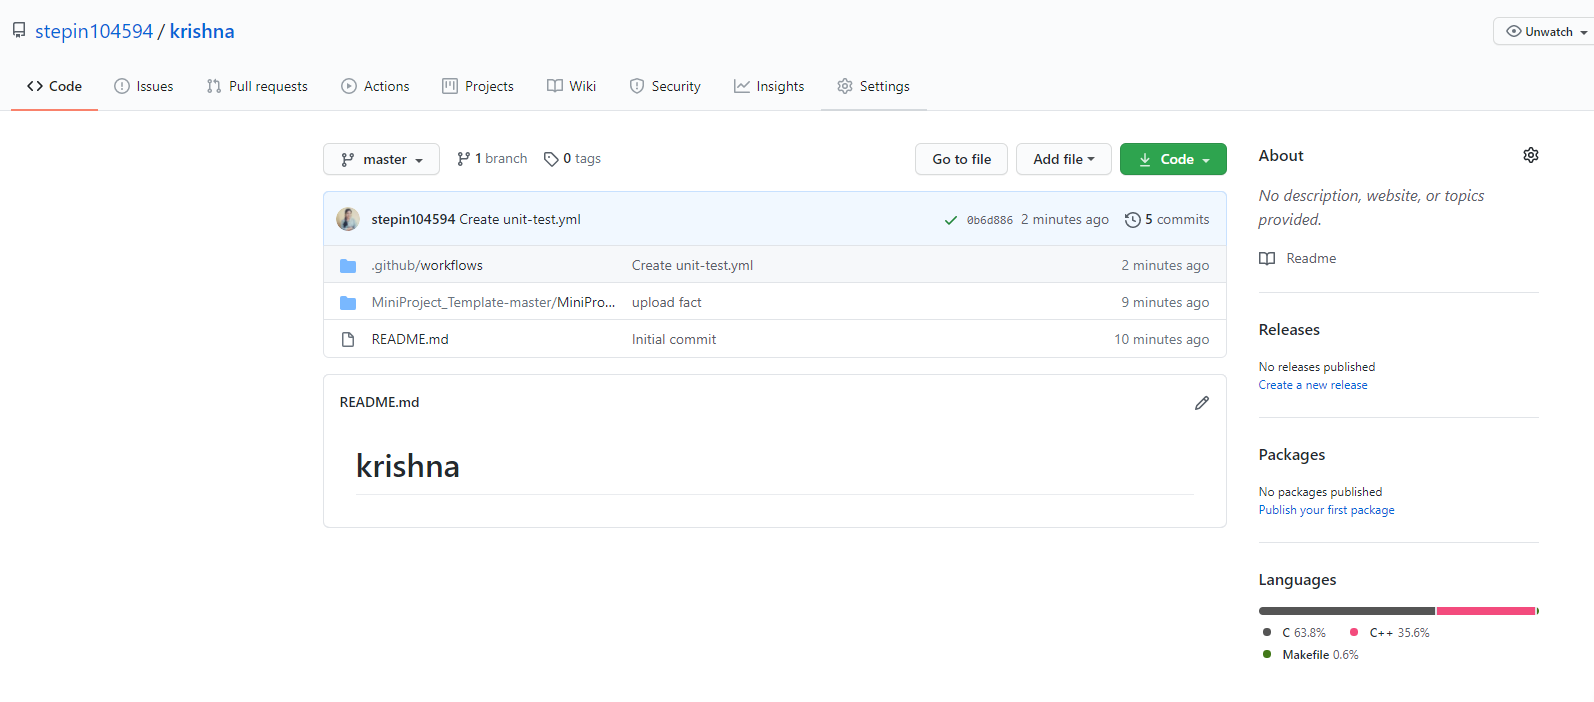 stepin104594 / krishna
Unwatch
Code Issues Pull requests Actions Projects Wiki Security Insights Settings
master 1 branch 0 tags Go to file Add file Code
stepin104594 Create unit-test.yml 0b6d886 2 minutes ago 5 commits
.github/workflows Create unit-test.yml 2 minutes ago
MiniProject_Template-master/MiniPro... upload fact 9 minutes ago
README.md Initial commit 10 minutes ago
README.md
krishna
About
No description, website, or topics
provided.
Readme
Releases
No releases published
Create a new release
Packages
No packages published
Publish your first package
Languages
C 63.8% C++ 35.6%
Makefile 0.6%